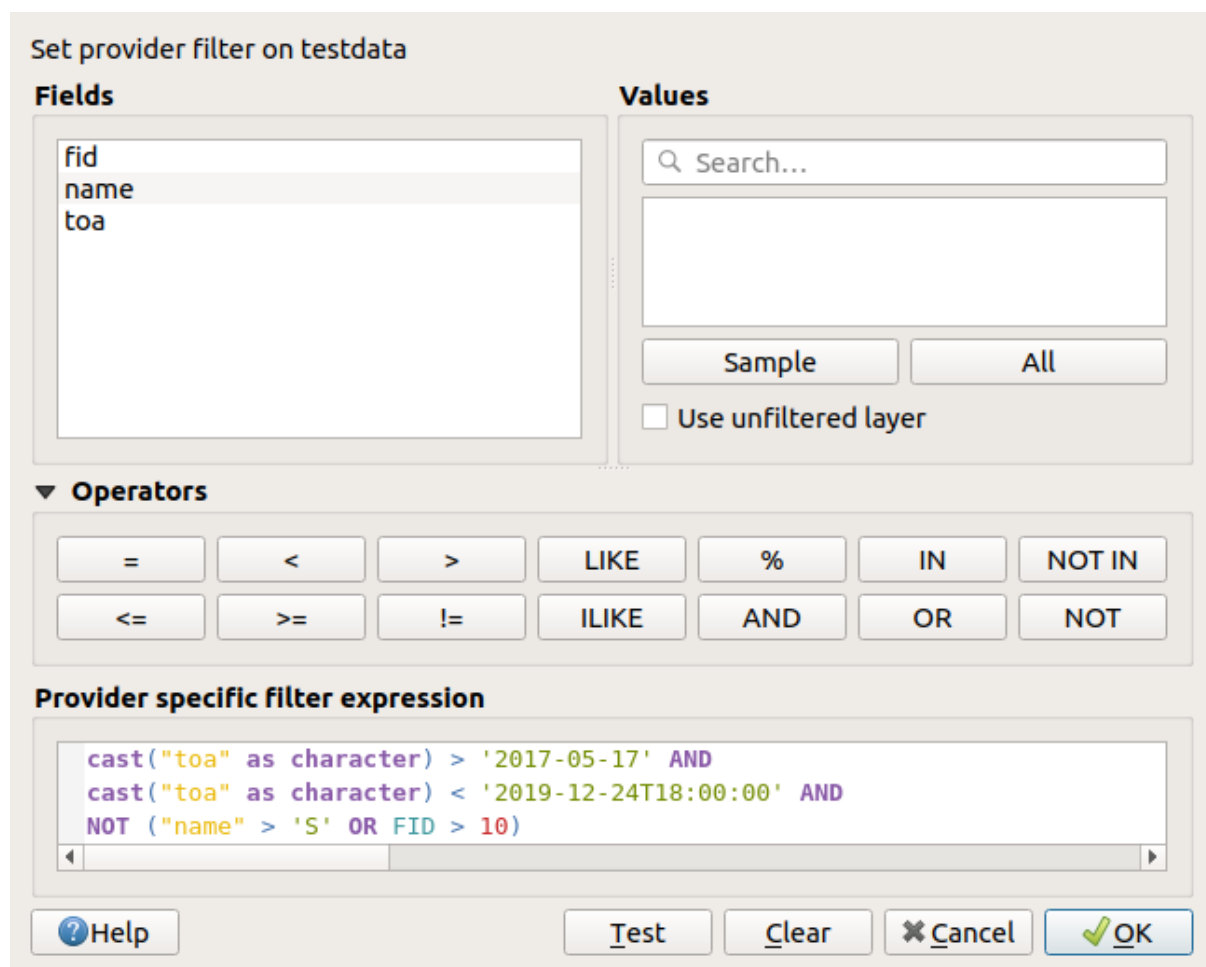 Set provider filter on testdata
Fields
Values
fid
name
toa
Search...
Sample
All
Use unfiltered layer
Operators
= < > LIKE % IN NOT IN
<= >= != ILIKE AND OR NOT
Provider specific filter expression
cast("toa" as character) > '2017-05-17' AND
cast("toa" as character) < '2019-12-24T18:00:00' AND
NOT ("name" > 'S' OR FID > 10)
Help
Test
Clear
Cancel
OK